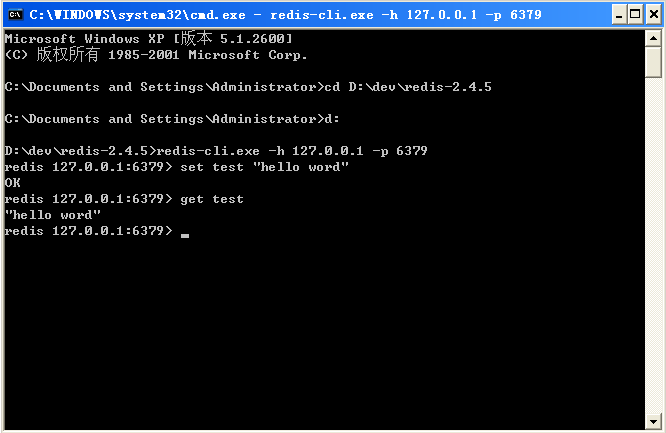 C:\WINDOWS\system32\cmd.exe - redis-cli.exe -h 127.0.0.1 -p 6379
Microsoft Windows XP [版本 5.1.2600]
(C) 版权所有 1985-2001 Microsoft Corp.
C:\Documents and Settings\Administrator>cd D:\dev\redis-2.4.5
C:\Documents and Settings\Administrator>d:
D:\dev\redis-2.4.5>redis-cli.exe -h 127.0.0.1 -p 6379
redis 127.0.0.1:6379> set test "hello word"
OK
redis 127.0.0.1:6379> get test
"hello word"
redis 127.0.0.1:6379>